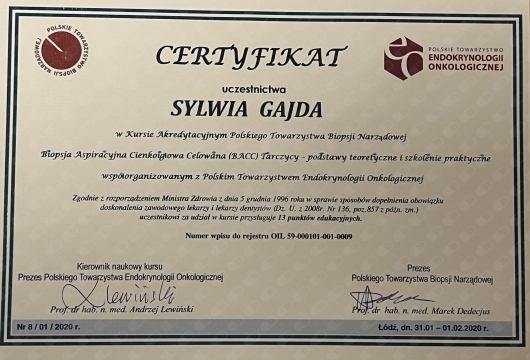 POLSKIE TOWARZYSTWO BIOPSJI NARZĄDOWEJ
POLSKIE TOWARZYSTWO
ENDOKRYNOLOGII
ONKOLOGICZNEJ
CERTYFIKAT
uczestnictwa
SYLWIA GAJDA
w Kursie Akredytacyjnym Polskiego Towarzystwa Biopsji Narządowej
Biopsja Aspiracyjna Cienkoigłowa Celowana (BACC) Tarczycy - podstawy teoretyczne i szkolenie praktyczne
współorganizowanym z Polskim Towarzystwem Endokrynologii Onkologicznej
Zgodnie z rozporządzeniem Ministra Zdrowia z dnia 5 grudnia 1996 roku w sprawie sposobów dopełnienia obowiązku
doskonalenia zawodowego lekarzy i lekarzy dentystów (Dz. U. z 2008r. Nr 136, poz.857 z późn. zm.)
uczestnikowi za udział w kursie przysługuje 13 punktów edukacyjnych.
Numer wpisu do rejestru OIL 59-000101-001-0009
Kierownik naukowy kursu
Prezes Polskiego Towarzystwa Endokrynologii Onkologicznej
Lewiński
Prof. dr hab. n. med. Andrzej Lewiński
Prezes
Polskiego Towarzystwa Biopsji Narządowej
Prof. dr hab. n. med. Marek Dedecjus
Nr 8 / 01 / 2020 r.
Łódź, dn. 31.01 – 01.02.2020 r.